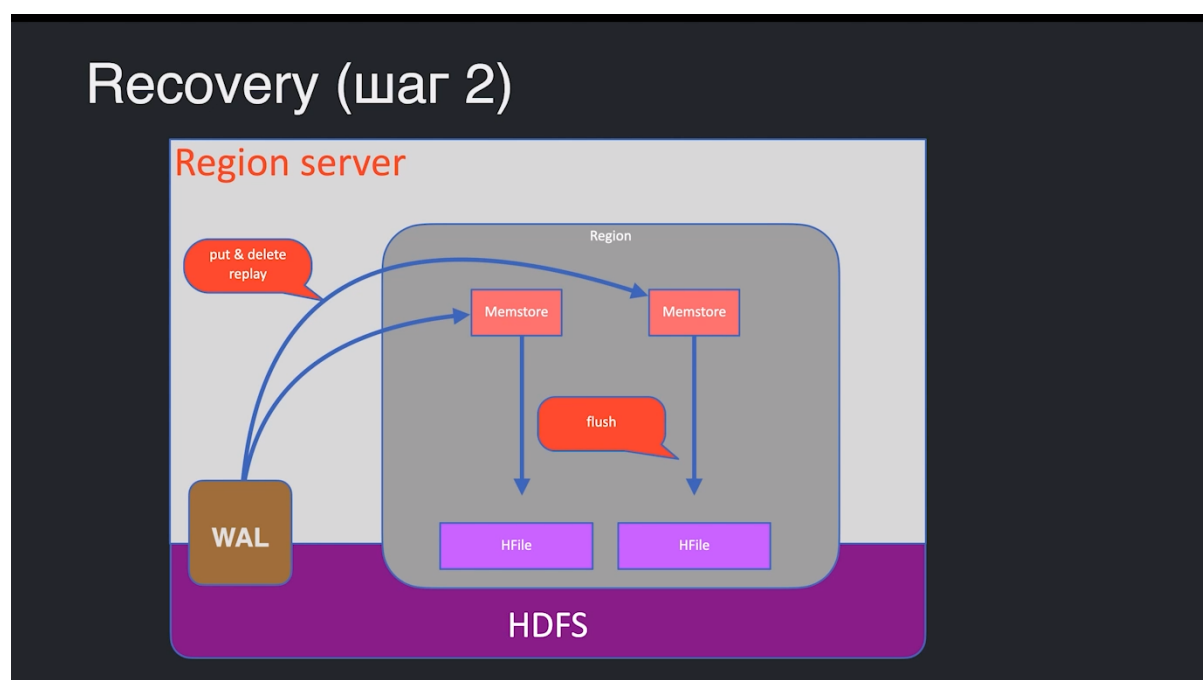 Recovery (шаг 2)
Region server
Region
put & delete
replay
Memstore
Memstore
flush
WAL
HFile
HFile
HDFS